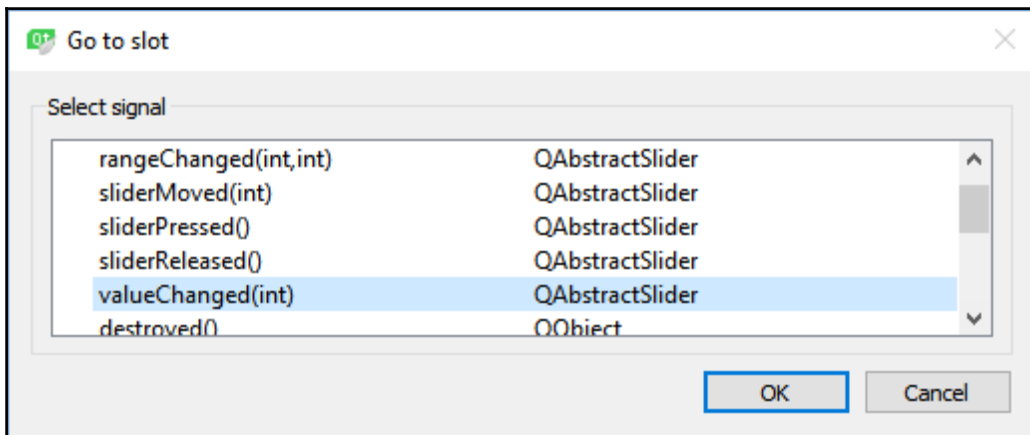 Qt Go to slot
Select signal
rangeChanged(int,int) QAbstractSlider
sliderMoved(int) QAbstractSlider
sliderPressed() QAbstractSlider
sliderReleased() QAbstractSlider
valueChanged(int) QAbstractSlider
destroyed() QObject
OK Cancel